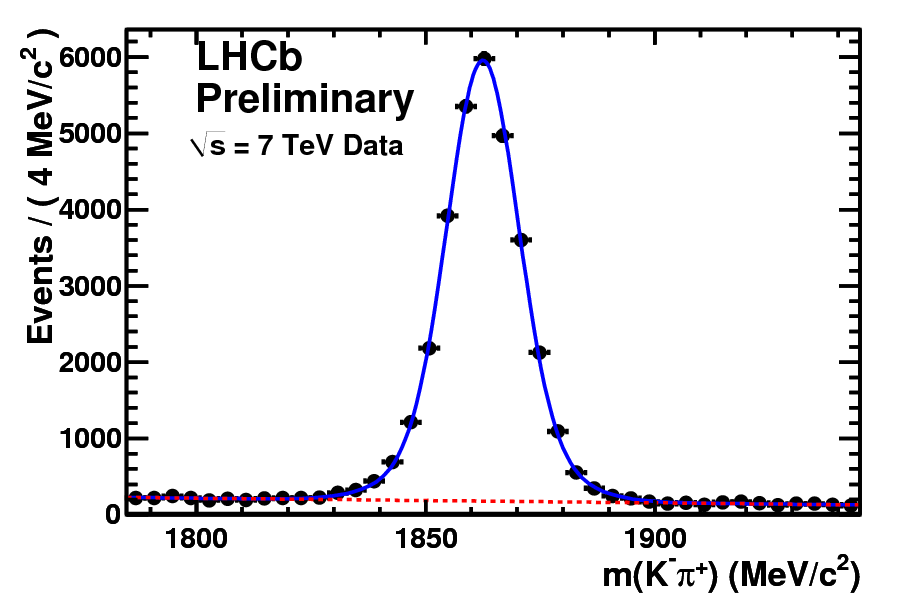 LHCb
Preliminary
√s = 7 TeV Data
Events / ( 4 MeV/c² )
6000
5000
4000
3000
2000
1000
0
1800 1850 1900
m(K⁻π⁺) (MeV/c²)